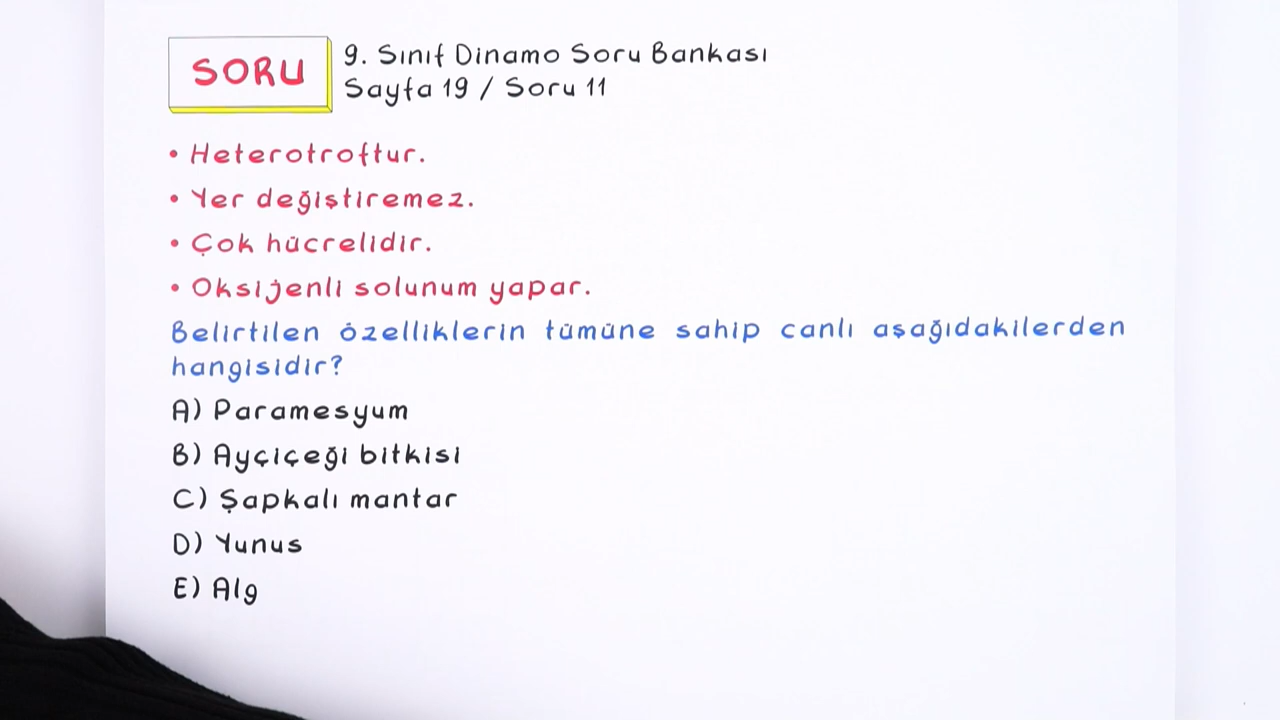 SORU
9. Sınıf Dinamo Soru Bankası
Sayfa 19 / Soru 11
• Heterotroftur.
• Yer değiştiremez.
• Çok hücrelidir.
• Oksijenli solunum yapar.
Belirtilen özelliklerin tümüne sahip canlı aşağıdakilerden
hangisidir?
A) Paramesyum
B) Ayçiçeği bitkisi
C) Şapkalı mantar
D) Yunus
E) Alg